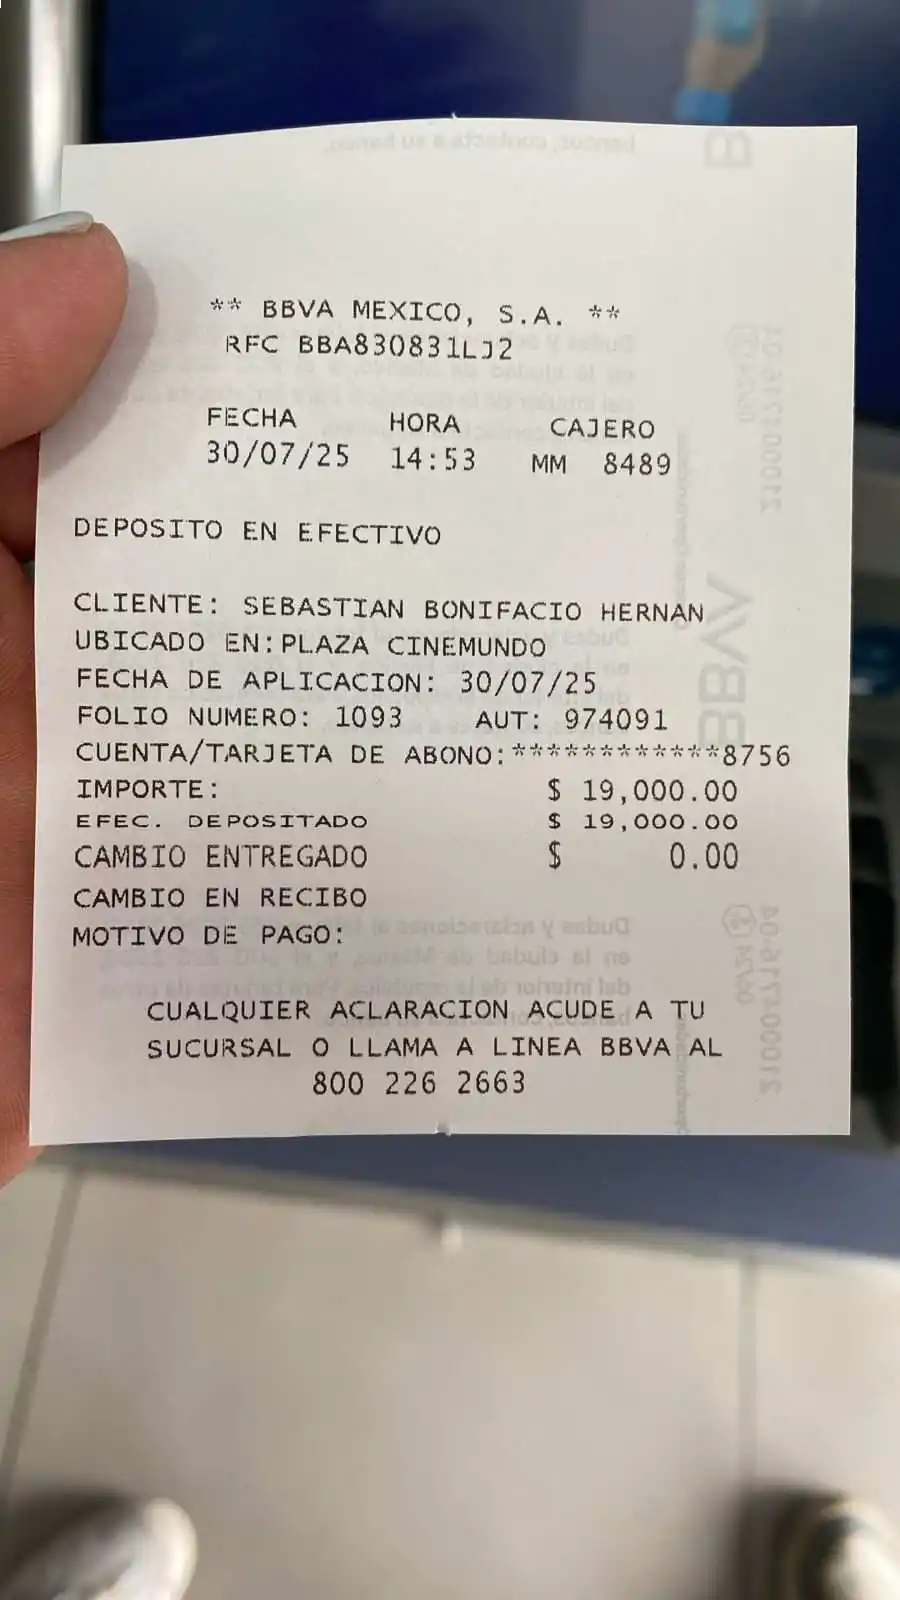 ** BBVA MEXICO, S.A. **
RFC BBA830831LJ2
FECHA HORA CAJERO
30/07/25 14:53 MM 8489
DEPOSITO EN EFECTIVO
CLIENTE: SEBASTIAN BONIFACIO HERNAN
UBICADO EN:PLAZA CINEMUNDO
FECHA DE APLICACION: 30/07/25
FOLIO NUMERO: 1093 AUT: 974091
CUENTA/TARJETA DE ABONO:************8756
IMPORTE: $ 19,000.00
EFEC. DEPOSITADO $ 19,000.00
CAMBIO ENTREGADO $ 0.00
CAMBIO EN RECIBO
MOTIVO DE PAGO:
CUALQUIER ACLARACION ACUDE A TU
SUCURSAL O LLAMA A LINEA BBVA AL
800 226 2663